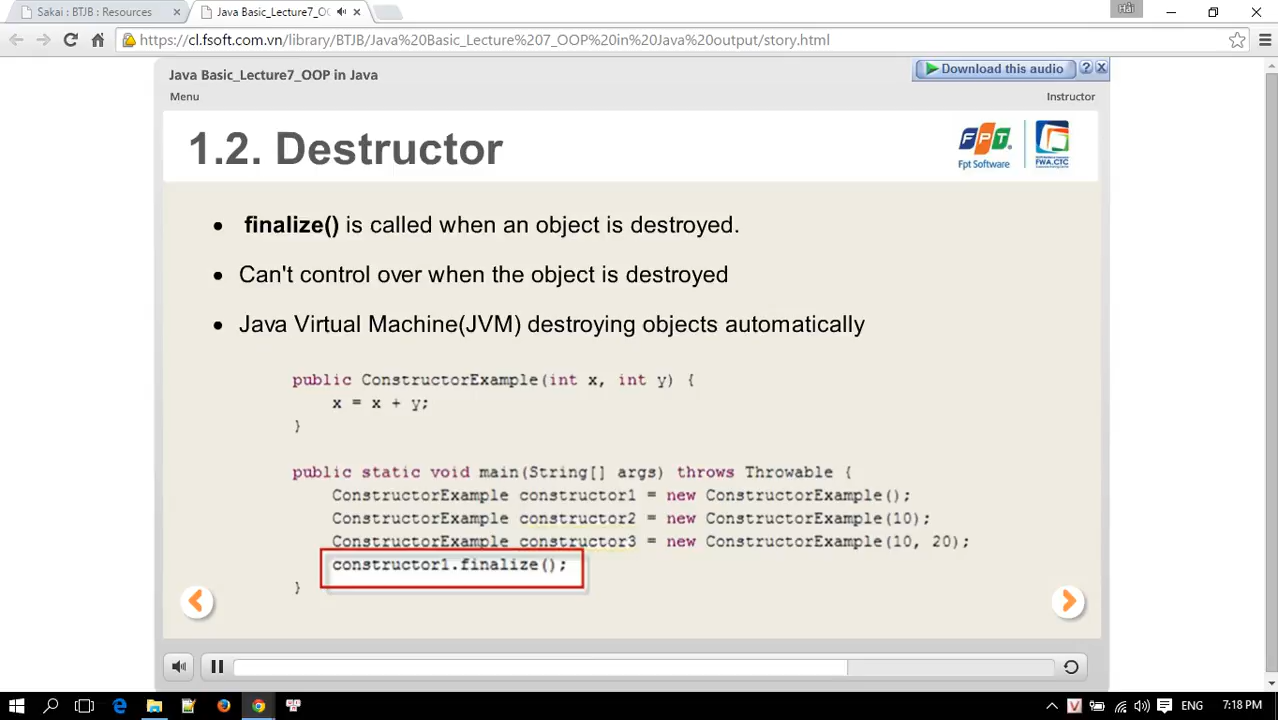 Sakai : BTJB : Resources
Java Basic_Lecture7_OO
Hải
https://cl.fsoft.com.vn/library/BTJB/Java%20Basic_Lecture%207_OOP%20in%20Java%20output/story.html
Java Basic_Lecture7_OOP in Java
Download this audio
?
Menu
Instructor
1.2. Destructor
FPT
Fpt Software
FWA.CTC
• finalize() is called when an object is destroyed.
• Can't control over when the object is destroyed
• Java Virtual Machine(JVM) destroying objects automatically
public ConstructorExample(int x, int y) {
x = x + y;
}
public static void main(String[] args) throws Throwable {
ConstructorExample constructor1 = new ConstructorExample();
ConstructorExample constructor2 = new ConstructorExample(10);
ConstructorExample constructor3 = new ConstructorExample(10, 20);
constructor1.finalize();
}
ENG
7:18 PM